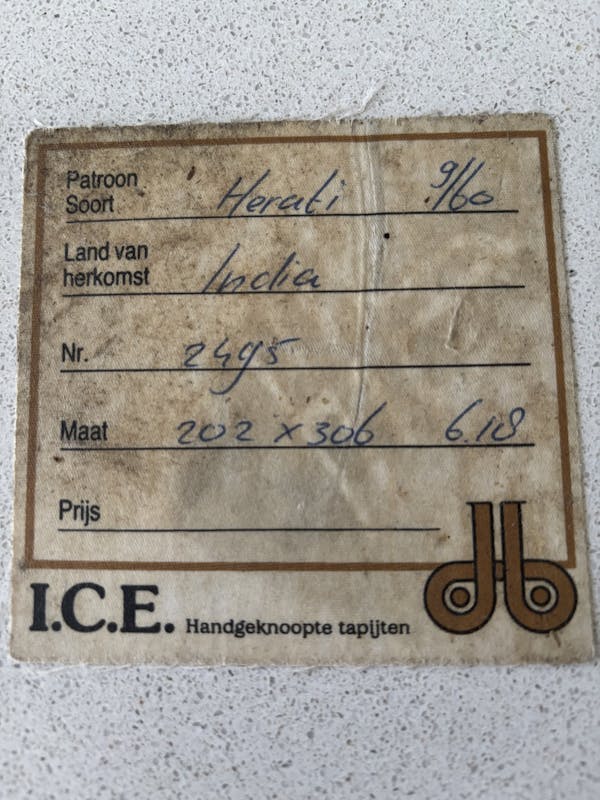 Patroon
Soort Herati 9/60
Land van
herkomst India
Nr. 2495
Maat 202 x 306 6.18
Prijs
I.C.E. Handgeknoopte tapijten